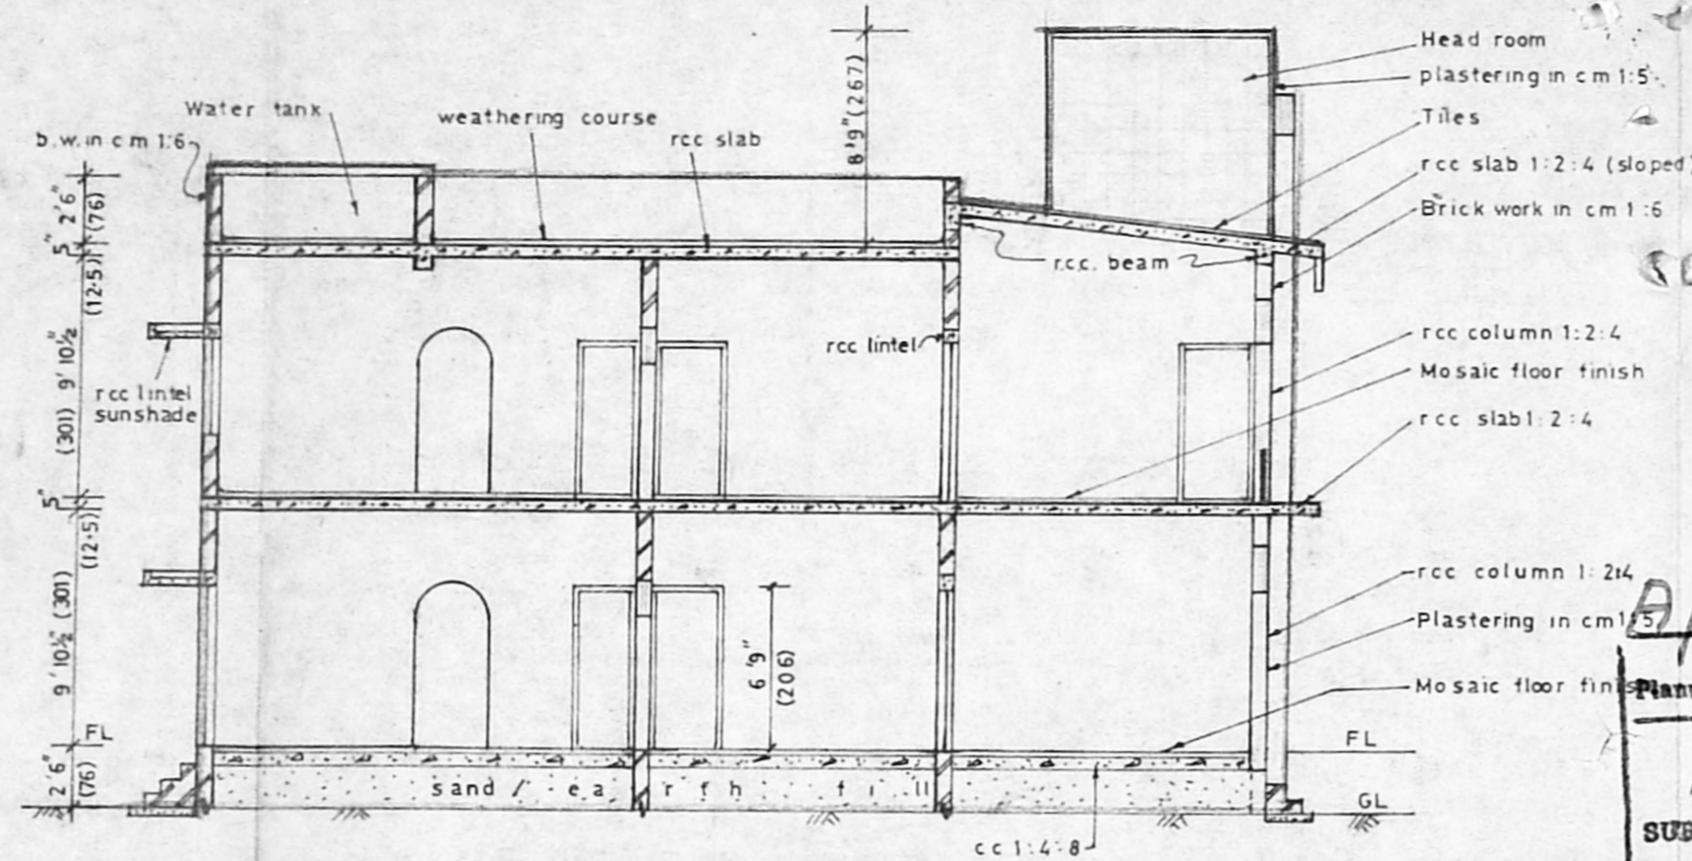 Head room
plastering in cm 1:5
Tiles
rcc slab 1:2:4 (sloped)
Brick work in cm 1:6
rcc column 1:2:4
Mosaic floor finish
rcc slab 1:2:4
rcc column 1:2:4
Plastering in cm 1:5
Mosaic floor finis
FL
GL
Water tank
b.w. in cm 1:6
weathering course
rcc slab
8'9" (267)
2'6"
(76)
5"
(12.5)
9'10½"
(301)
rcc lintel
sunshade
rcc lintel
r.c.c. beam
5"
(12.5)
9'10½" (301)
6'9"
(206)
FL
2'6"
(76)
sand / earth fill
cc 1:4:8